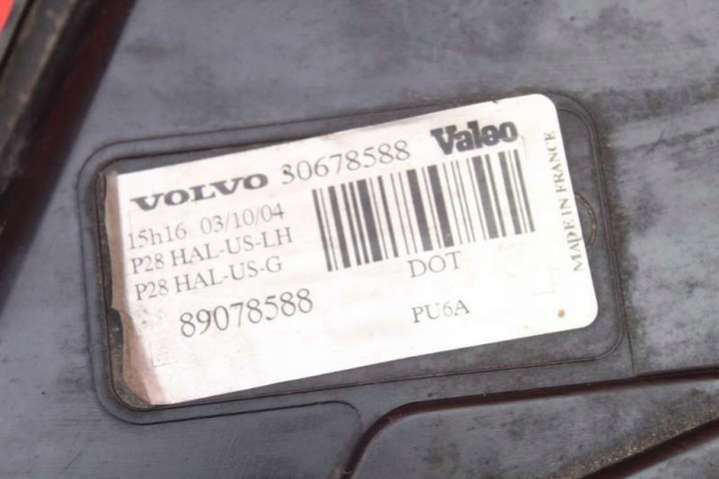 VOLVO 30678588 Valeo
15h16 03/10/04
P28 HAL-US-LH
P28 HAL-US-G
DOT
89078588
PU6A
MADE IN FRANCE